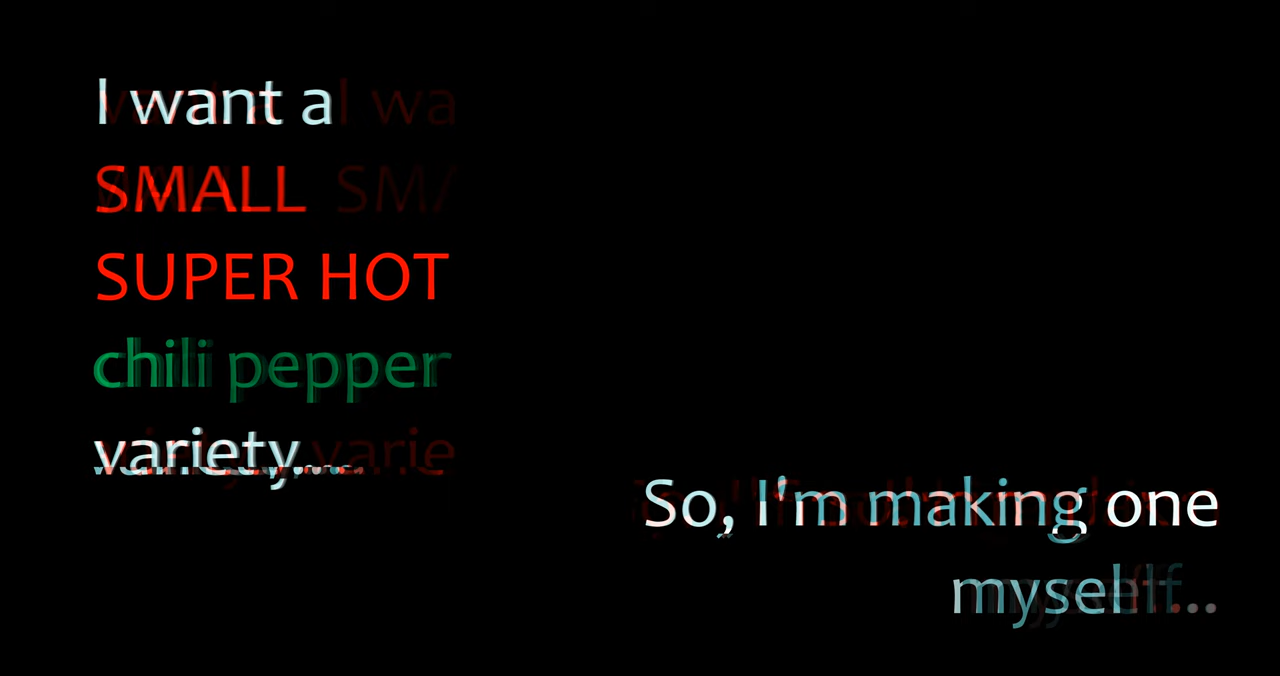 I want a
SMALL
SUPER HOT
chili pepper
variety....
So, I'm making one
myself...